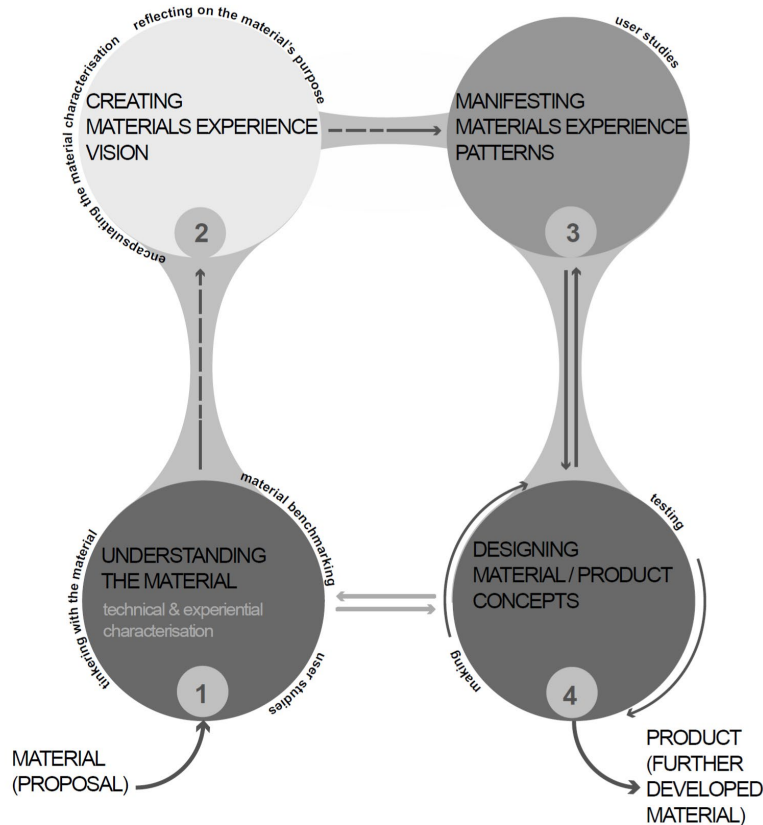 reflecting on the material's purpose
encapsulating the material characterisation
CREATING
MATERIALS EXPERIENCE
VISION
2
user studies
MANIFESTING
MATERIALS EXPERIENCE
PATTERNS
3
tinkering with the material
material benchmarking
user studies
UNDERSTANDING
THE MATERIAL
technical & experiential
characterisation
1
testing
making
DESIGNING
MATERIAL / PRODUCT
CONCEPTS
4
MATERIAL
(PROPOSAL)
PRODUCT
(FURTHER
DEVELOPED
MATERIAL)